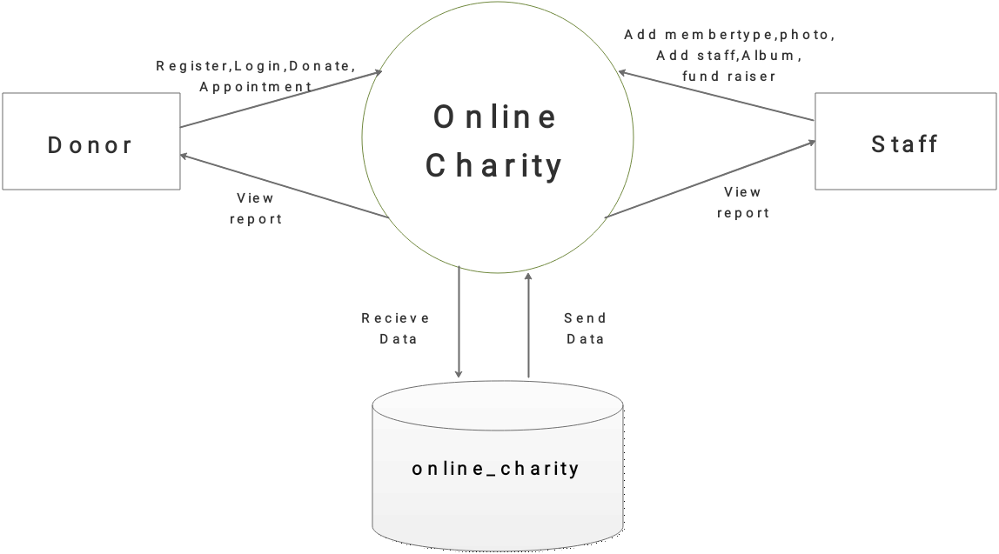 Register,Login,Donate,
Appointment
Add membertype,photo,
Add staff,Album,
fund raiser
Donor
Online
Charity
Staff
View
report
View
report
Recieve
Data
Send
Data
online_charity